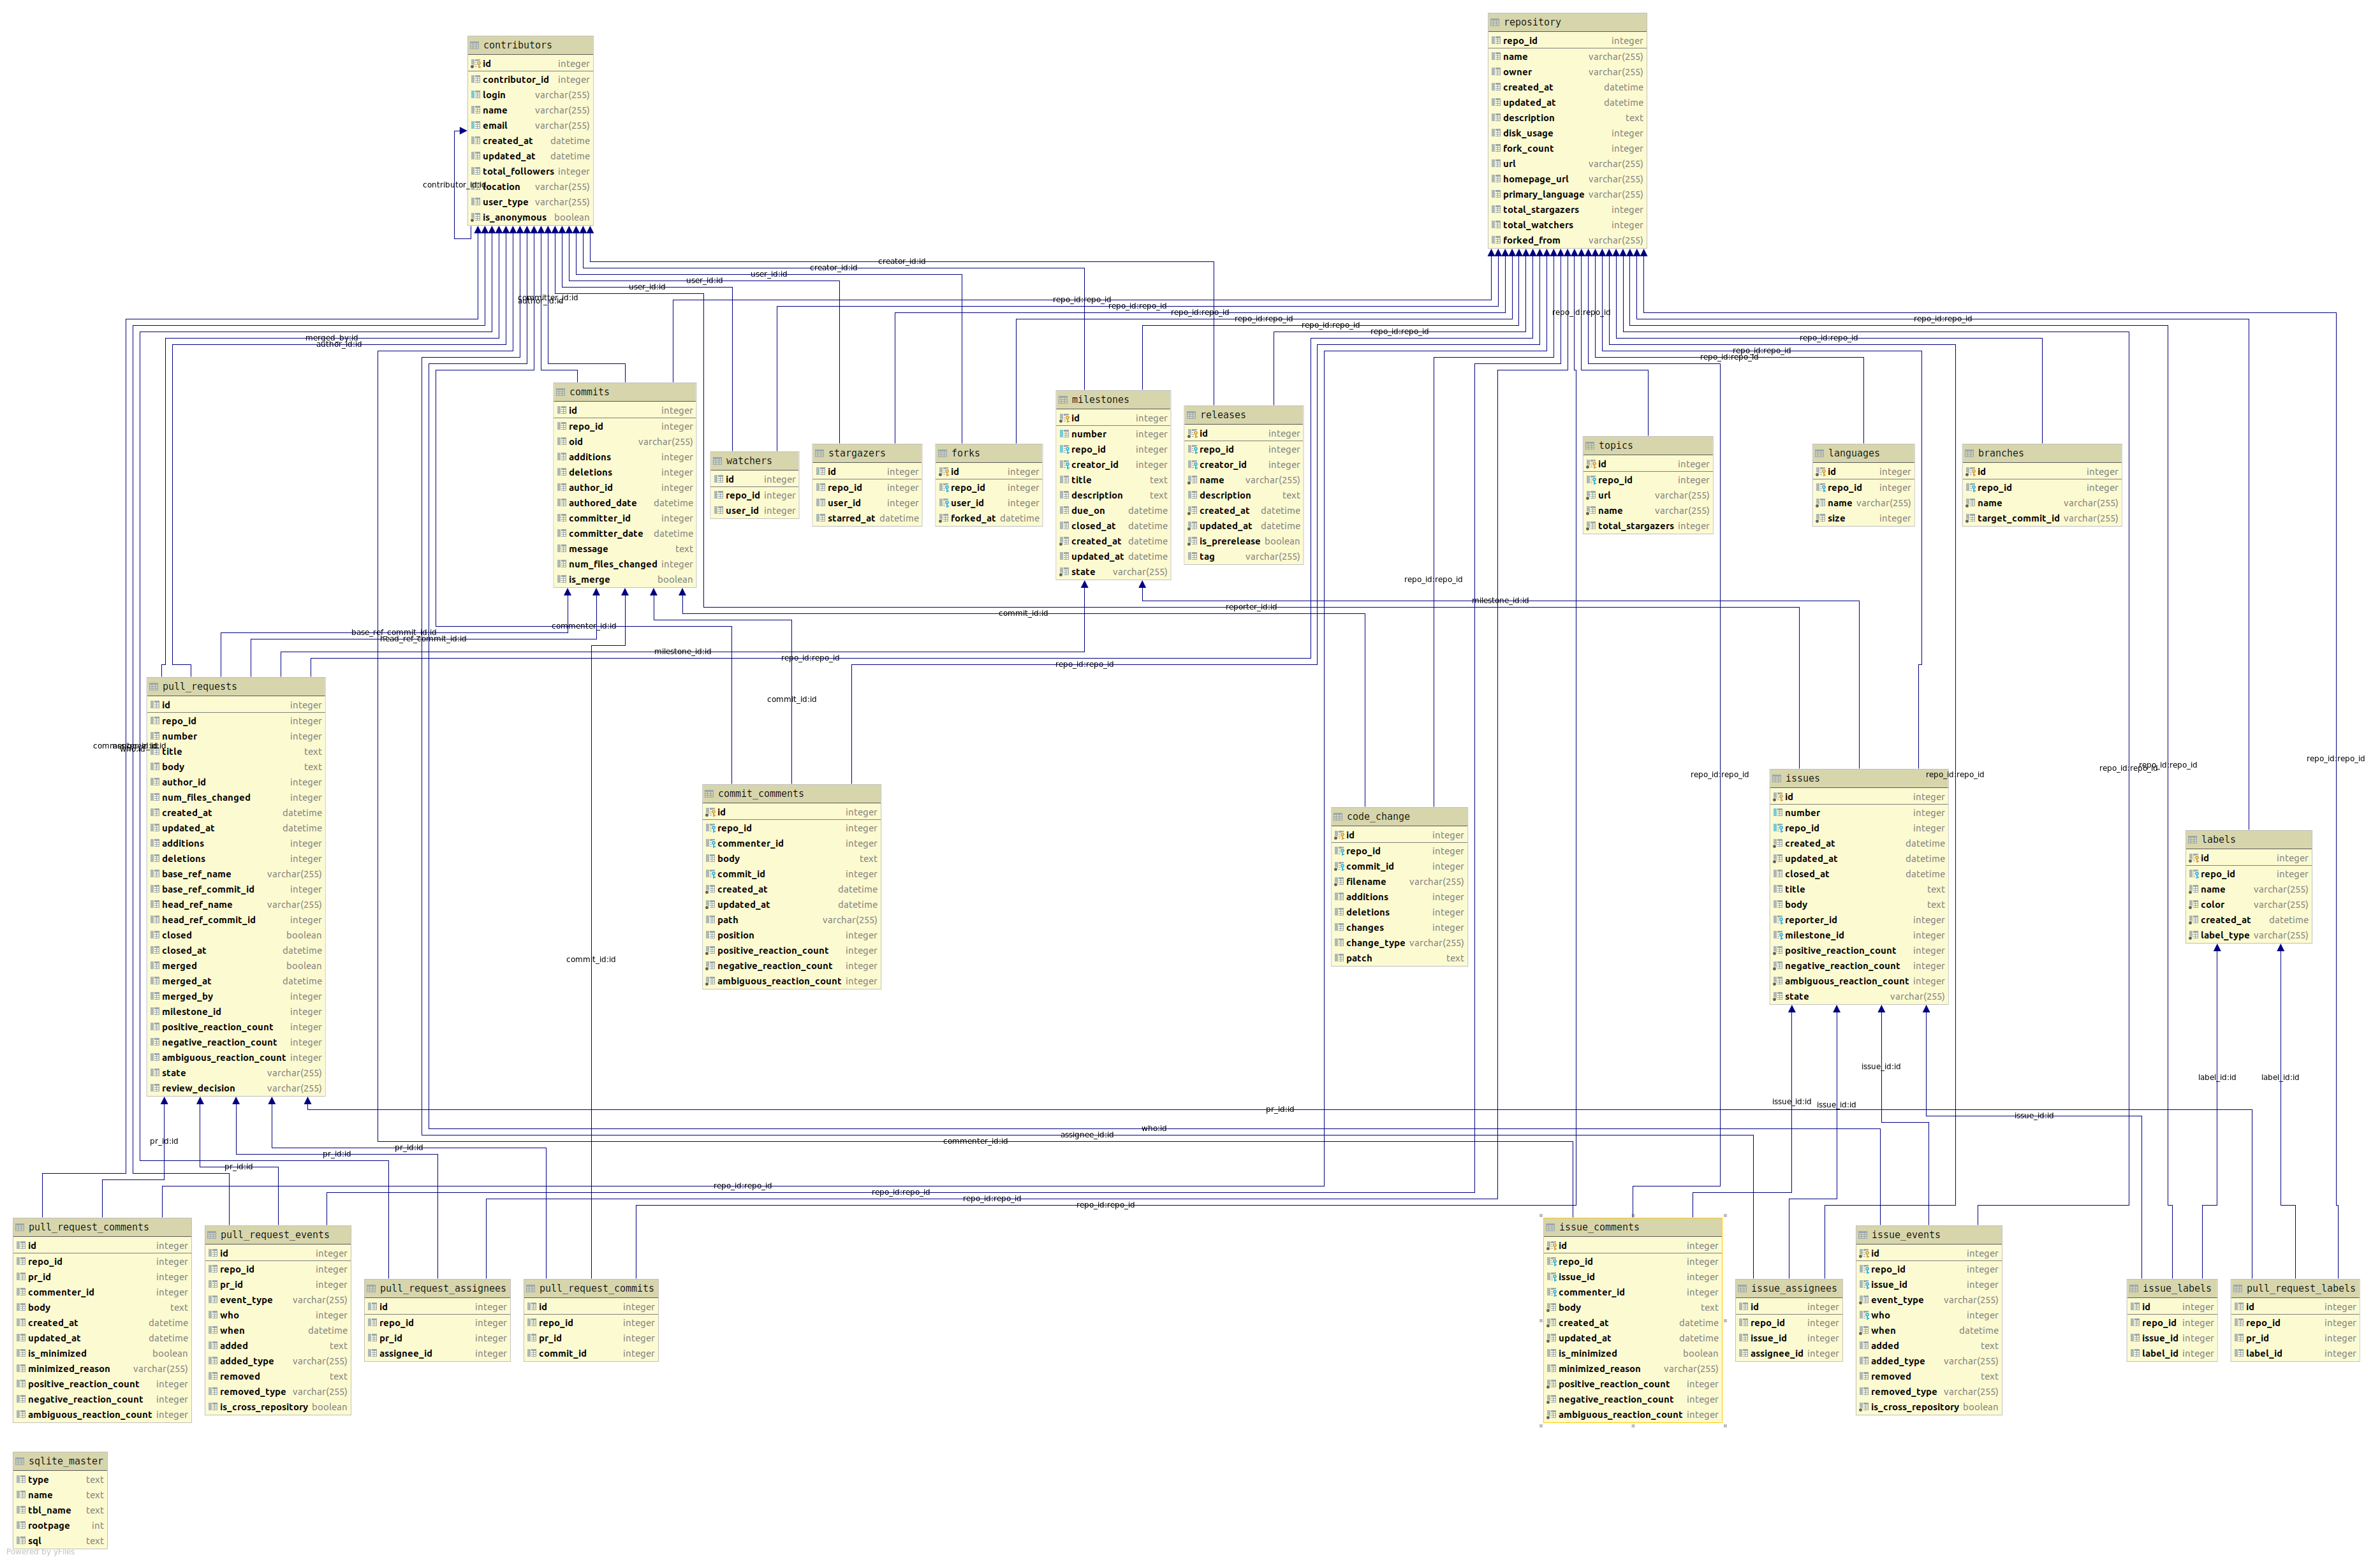 contributors
id integer
contributor_id integer
login varchar(255)
name varchar(255)
email varchar(255)
created_at datetime
updated_at datetime
total_followers integer
location varchar(255)
user_type varchar(255)
is_anonymous boolean
contributor_id:id
repository
repo_id integer
name varchar(255)
owner varchar(255)
created_at datetime
updated_at datetime
description text
disk_usage integer
fork_count integer
url varchar(255)
homepage_url varchar(255)
primary_language varchar(255)
total_stargazers integer
total_watchers integer
forked_from varchar(255)
creator_id:id
creator_id:id
user_id:id
user_id:id
user_id:id
committer_id:id
author_id:id
repo_id:repo_id
repo_id:repo_id
repo_id:repo_id
repo_id:repo_id
repo_id:repo_id
repo_id:repo_id
repo_id:repo_id
repo_id:repo_id
repo_id:repo_id
repo_id:repo_id
repo_id:repo_id
merged_by:id
author_id:id
commits
id integer
repo_id integer
oid varchar(255)
additions integer
deletions integer
author_id integer
authored_date datetime
committer_id integer
committer_date datetime
message text
num_files_changed integer
is_merge boolean
watchers
id integer
repo_id integer
user_id integer
stargazers
id integer
repo_id integer
user_id integer
starred_at datetime
forks
id integer
repo_id integer
user_id integer
forked_at datetime
milestones
id integer
number integer
repo_id integer
creator_id integer
title text
description text
due_on datetime
closed_at datetime
created_at datetime
updated_at datetime
state varchar(255)
releases
id integer
repo_id integer
creator_id integer
name varchar(255)
description text
created_at datetime
updated_at datetime
is_prerelease boolean
tag varchar(255)
topics
id integer
repo_id integer
url varchar(255)
name varchar(255)
total_stargazers integer
languages
id integer
repo_id integer
name varchar(255)
size integer
branches
id integer
repo_id integer
name varchar(255)
target_commit_id varchar(255)
repo_id:repo_id
milestone_id:id
reporter_id:id
commit_id:id
commenter_id:id
base_ref_commit_id:id
head_ref_commit_id:id
milestone_id:id
repo_id:repo_id
repo_id:repo_id
commit_id:id
pull_requests
id integer
repo_id integer
number integer
title text
body text
author_id integer
num_files_changed integer
created_at datetime
updated_at datetime
additions integer
deletions integer
base_ref_name varchar(255)
base_ref_commit_id integer
head_ref_name varchar(255)
head_ref_commit_id integer
closed boolean
closed_at datetime
merged boolean
merged_at datetime
merged_by integer
milestone_id integer
positive_reaction_count integer
negative_reaction_count integer
ambiguous_reaction_count integer
state varchar(255)
review_decision varchar(255)
commit_comments
id integer
repo_id integer
commenter_id integer
body text
commit_id integer
created_at datetime
updated_at datetime
path varchar(255)
position integer
positive_reaction_count integer
negative_reaction_count integer
ambiguous_reaction_count integer
commit_id:id
code_change
id integer
repo_id integer
commit_id integer
filename varchar(255)
additions integer
deletions integer
changes integer
change_type varchar(255)
patch text
repo_id:repo_id
issues
id integer
number integer
repo_id integer
created_at datetime
updated_at datetime
closed_at datetime
title text
body text
reporter_id integer
milestone_id integer
positive_reaction_count integer
negative_reaction_count integer
ambiguous_reaction_count integer
state varchar(255)
repo_id:repo_id
repo_id:repo_id
repo_id:repo_id
repo_id:repo_id
labels
id integer
repo_id integer
name varchar(255)
color varchar(255)
created_at datetime
label_type varchar(255)
issue_id:id
label_id:id
label_id:id
issue_id:id
issue_id:id
issue_id:id
pr_id:id
who:id
assignee_id:id
commenter_id:id
pr_id:id
pr_id:id
pr_id:id
pr_id:id
repo_id:repo_id
repo_id:repo_id
repo_id:repo_id
repo_id:repo_id
pull_request_comments
id integer
repo_id integer
pr_id integer
commenter_id integer
body text
created_at datetime
updated_at datetime
is_minimized boolean
minimized_reason varchar(255)
positive_reaction_count integer
negative_reaction_count integer
ambiguous_reaction_count integer
pull_request_events
id integer
repo_id integer
pr_id integer
event_type varchar(255)
who integer
when datetime
added text
added_type varchar(255)
removed text
removed_type varchar(255)
is_cross_repository boolean
pull_request_assignees
id integer
repo_id integer
pr_id integer
assignee_id integer
pull_request_commits
id integer
repo_id integer
pr_id integer
commit_id integer
issue_comments
id integer
repo_id integer
issue_id integer
commenter_id integer
body text
created_at datetime
updated_at datetime
is_minimized boolean
minimized_reason varchar(255)
positive_reaction_count integer
negative_reaction_count integer
ambiguous_reaction_count integer
issue_assignees
id integer
repo_id integer
issue_id integer
assignee_id integer
issue_events
id integer
repo_id integer
issue_id integer
event_type varchar(255)
who integer
when datetime
added text
added_type varchar(255)
removed text
removed_type varchar(255)
is_cross_repository boolean
issue_labels
id integer
repo_id integer
issue_id integer
label_id integer
pull_request_labels
id integer
repo_id integer
pr_id integer
label_id integer
sqlite_master
type text
name text
tbl_name text
rootpage int
sql text
Powered by yFiles